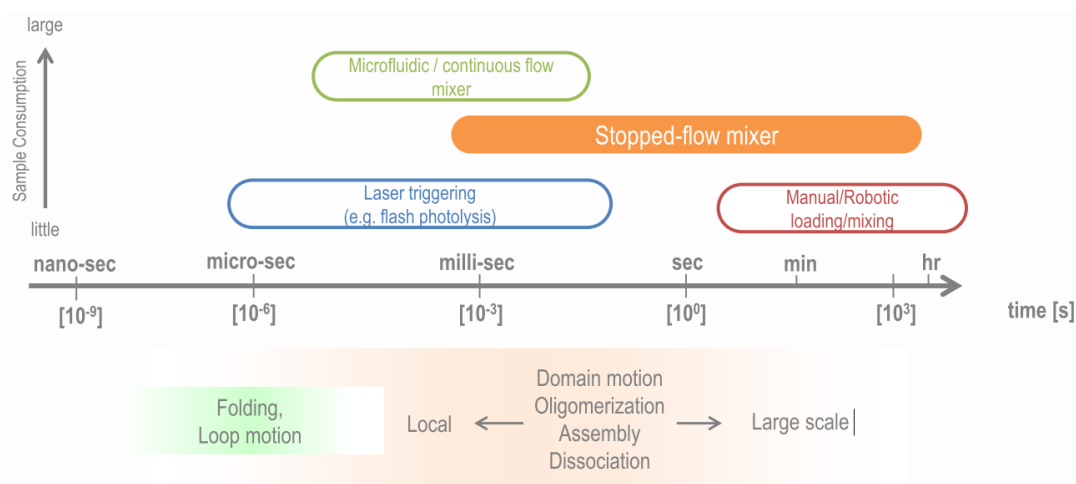 large
Sample Consumption
little
Microfluidic / continuous flow
mixer
Stopped-flow mixer
Laser triggering
(e.g. flash photolysis)
Manual/Robotic
loading/mixing
nano-sec micro-sec milli-sec sec min hr
[10⁻⁹] [10⁻⁶] [10⁻³] [10⁰] [10³] time [s]
Folding,
Loop motion
Local
Domain motion
Oligomerization
Assembly
Dissociation
Large scale